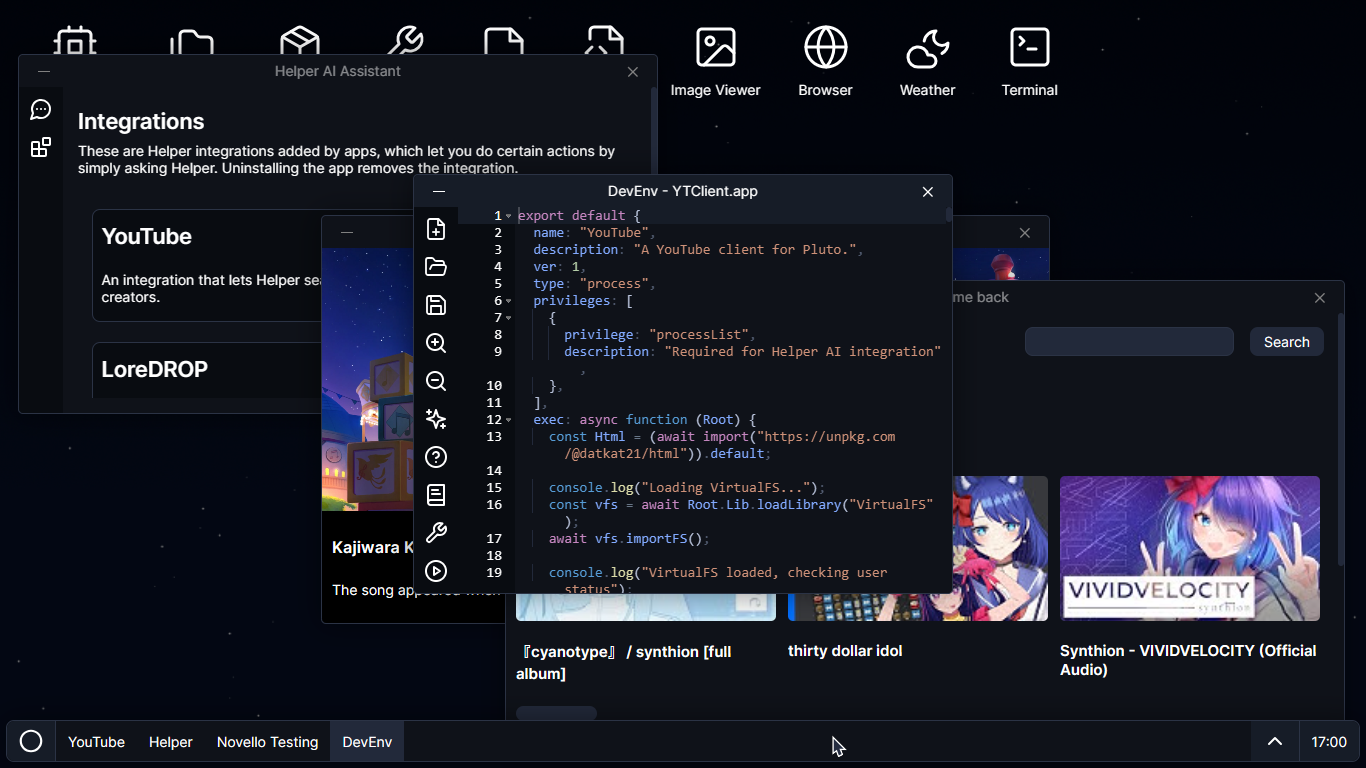 Image Viewer
Browser
Weather
Terminal
Helper AI Assistant
Integrations
These are Helper integrations added by apps, which let you do certain actions by
simply asking Helper. Uninstalling the app removes the integration.
YouTube
An integration that lets Helper
creators.
LoreDROP
Kajiwara
The song appeared when
DevEnv - YTClient.app
1 export default {
2 name: "YouTube",
3 description: "A YouTube client for Pluto.",
4 ver: 1,
5 type: "process",
6 privileges: [
7 {
8 privilege: "processList",
9 description: "Required for Helper AI integration"
,
10 },
11 ],
12 exec: async function (Root) {
13 const Html = (await import("https://unpkg.com
/@datkat21/html")).default;
14
15 console.log("Loading VirtualFS...");
16 const vfs = await Root.Lib.loadLibrary("VirtualFS"
);
17 await vfs.importFS();
18
19 console.log("VirtualFS loaded, checking user
status");
me back
Search
VIVIDVELOCITY
synthion
『cyanotype』 / synthion [full
album]
thirty dollar idol
Synthion - VIVIDVELOCITY (Official
Audio)
YouTube
Helper
Novello Testing
DevEnv
17:00